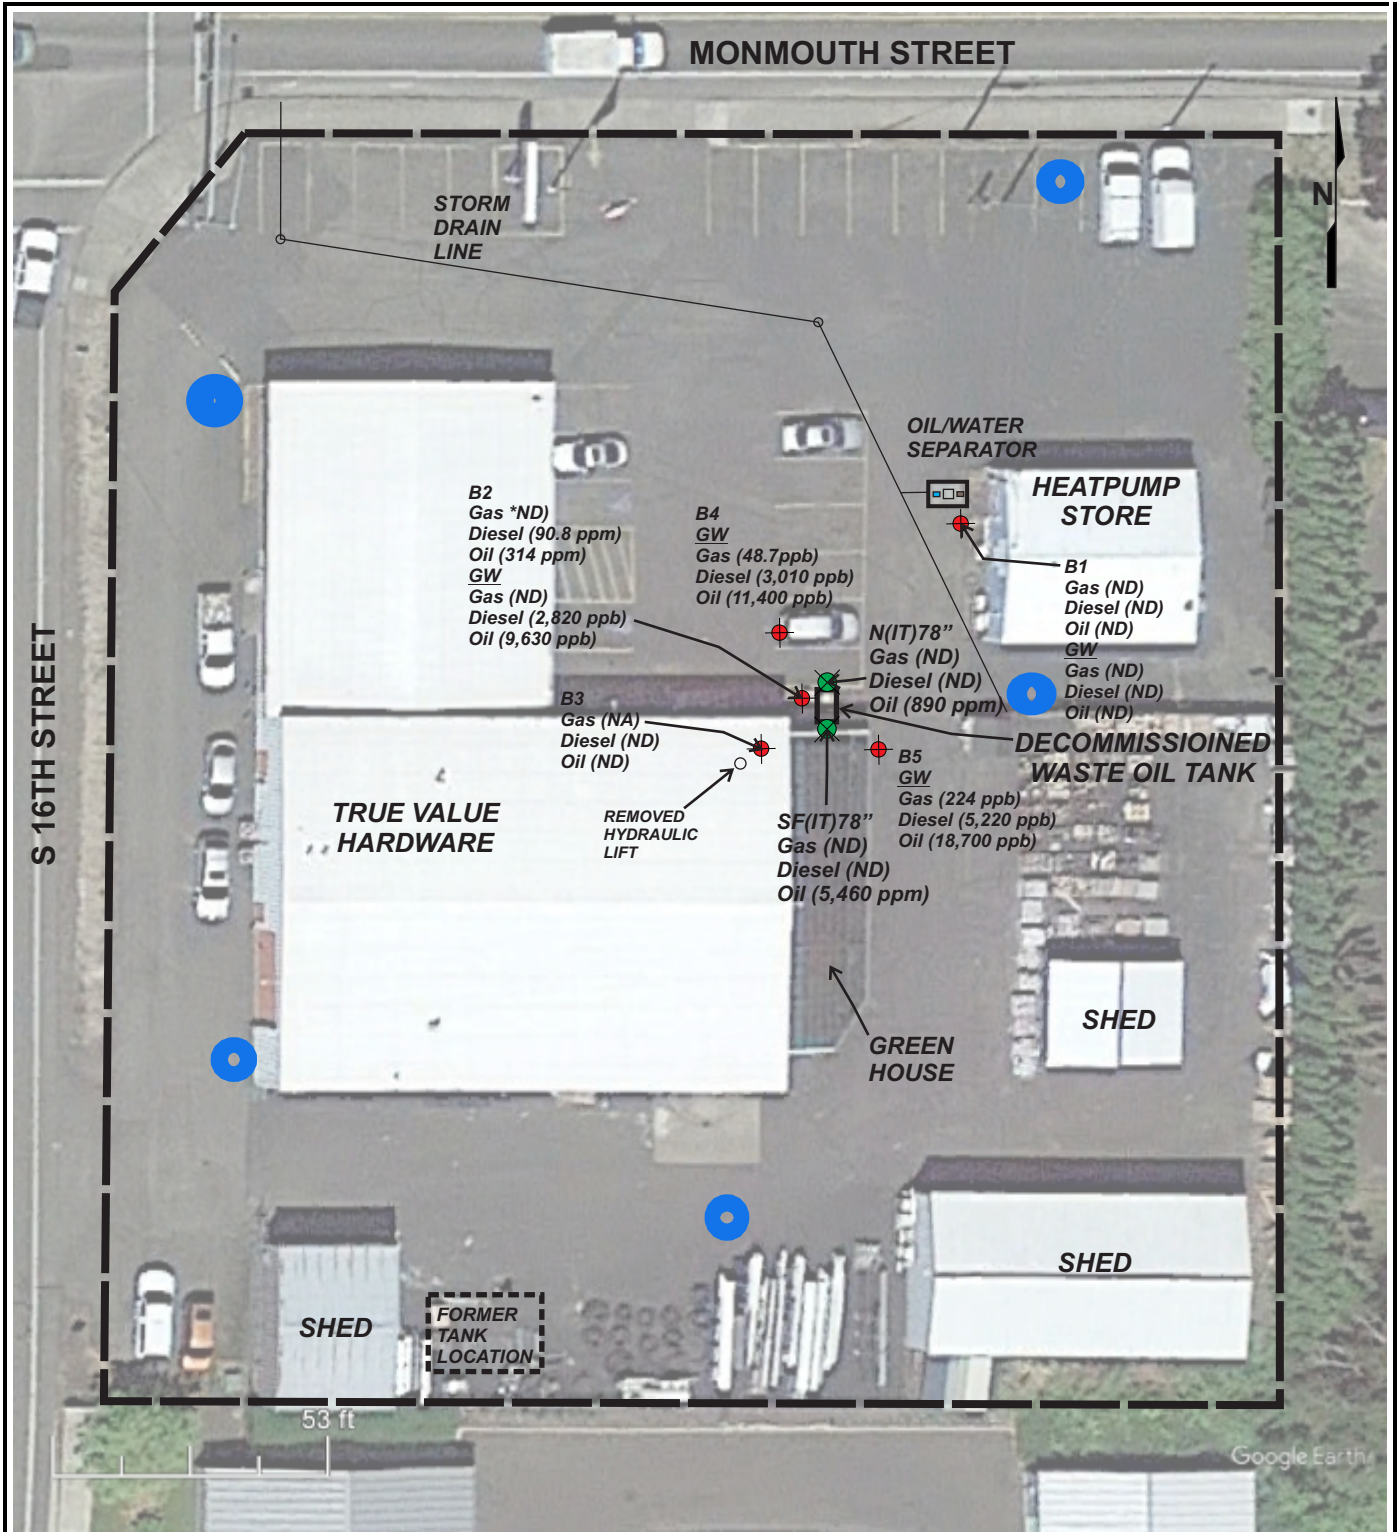 MONMOUTH STREET
N
STORM
DRAIN
LINE
OIL/WATER
SEPARATOR
HEATPUMP
STORE
B2
Gas *ND)
Diesel (90.8 ppm)
Oil (314 ppm)
GW
Gas (ND)
Diesel (2,820 ppb)
Oil (9,630 ppb)
B4
GW
Gas (48.7ppb)
Diesel (3,010 ppb)
Oil (11,400 ppb)
B1
Gas (ND)
Diesel (ND)
Oil (ND)
GW
Gas (ND)
Diesel (ND)
Oil (ND)
N(IT)78”
Gas (ND)
Diesel (ND)
Oil (890 ppm)
S 16TH STREET
B3
Gas (NA)
Diesel (ND)
Oil (ND)
DECOMMISSIOINED
WASTE OIL TANK
B5
GW
Gas (224 ppb)
Diesel (5,220 ppb)
Oil (18,700 ppb)
TRUE VALUE
HARDWARE
REMOVED
HYDRAULIC
LIFT
SF(IT)78”
Gas (ND)
Diesel (ND)
Oil (5,460 ppm)
SHED
GREEN
HOUSE
SHED
SHED
FORMER
TANK
LOCATION
53 ft
Google Earth